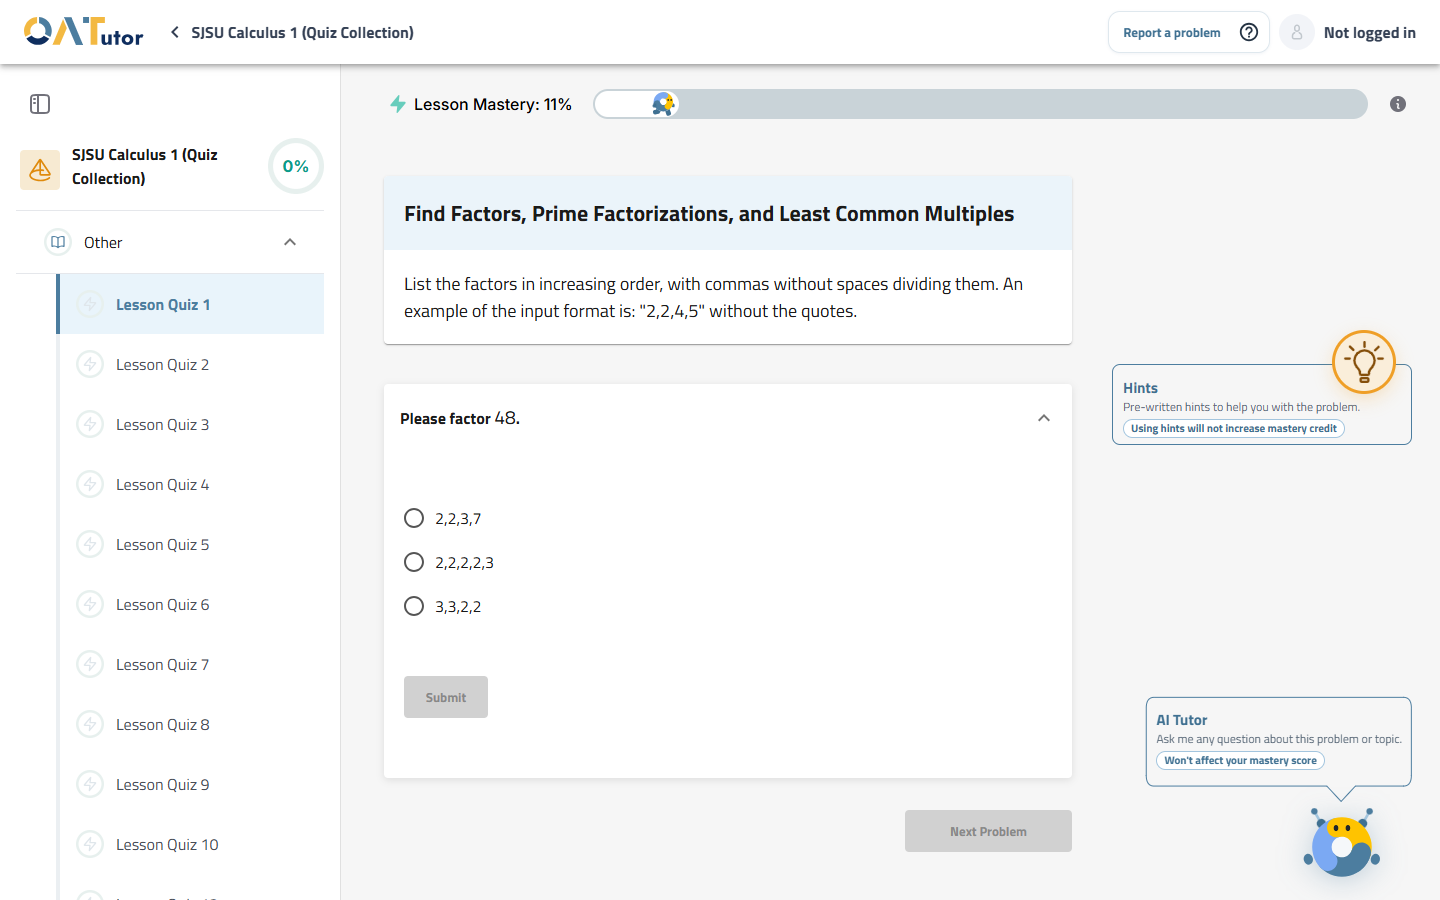 OATutor
SJSU Calculus 1 (Quiz Collection)
Report a problem
Not logged in
SJSU Calculus 1 (Quiz
Collection)
0%
Other
Lesson Quiz 1
Lesson Quiz 2
Lesson Quiz 3
Lesson Quiz 4
Lesson Quiz 5
Lesson Quiz 6
Lesson Quiz 7
Lesson Quiz 8
Lesson Quiz 9
Lesson Quiz 10
Lesson Mastery: 11%
Find Factors, Prime Factorizations, and Least Common Multiples
List the factors in increasing order, with commas without spaces dividing them. An
example of the input format is: "2,2,4,5" without the quotes.
Please factor 48.
2,2,3,7
2,2,2,2,3
3,3,2,2
Submit
Next Problem
Hints
Pre-written hints to help you with the problem.
Using hints will not increase mastery credit
AI Tutor
Ask me any question about this problem or topic.
Won't affect your mastery score